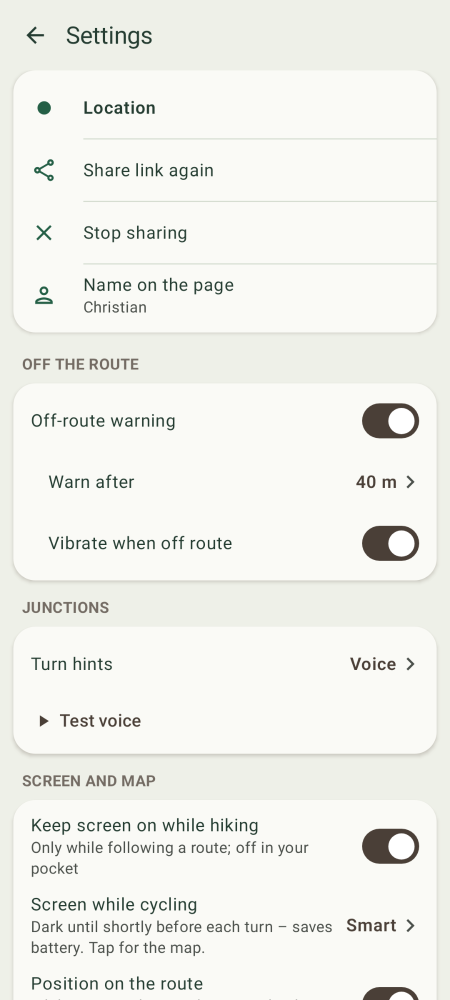 Settings
Location
Share link again
Stop sharing
Name on the page
Christian
OFF THE ROUTE
Off-route warning
Warn after
40 m
Vibrate when off route
JUNCTIONS
Turn hints
Voice
Test voice
SCREEN AND MAP
Keep screen on while hiking
Only while following a route; off in your
pocket
Screen while cycling
Dark until shortly before each turn – saves
battery. Tap for the map.
Smart
Position on the route